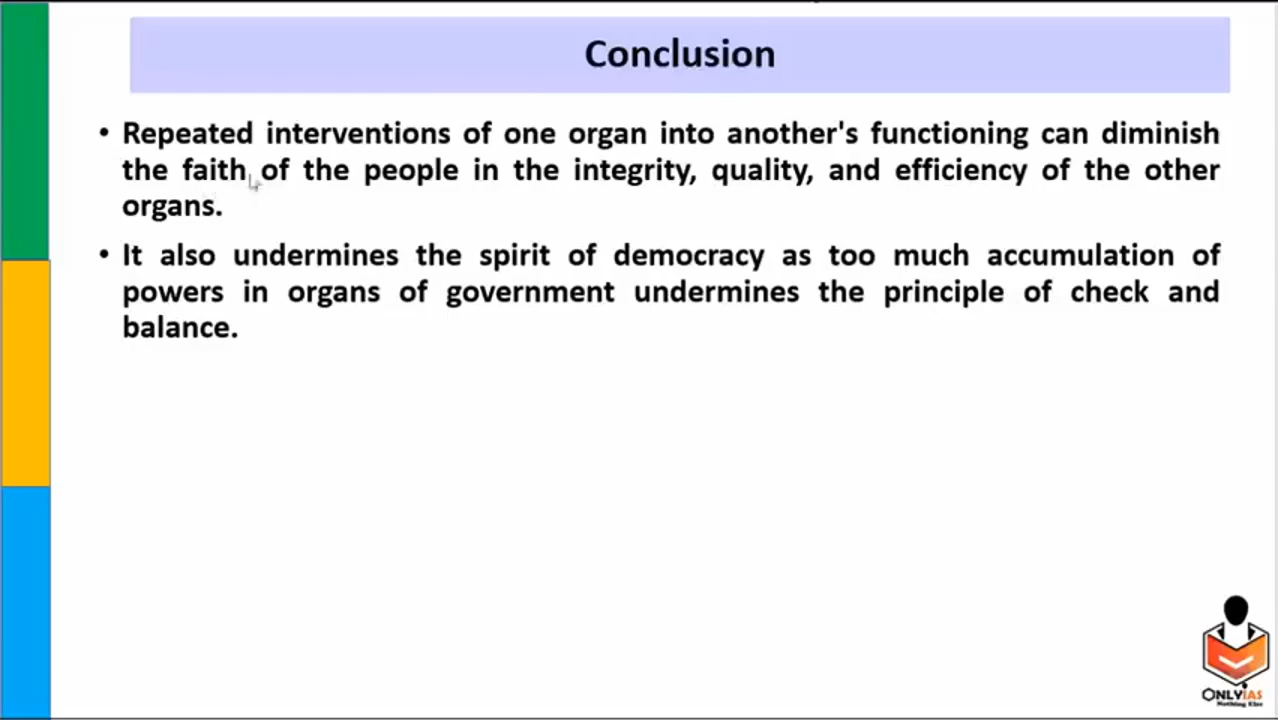 Conclusion
• Repeated interventions of one organ into another's functioning can diminish
the faith of the people in the integrity, quality, and efficiency of the other
organs.
• It also undermines the spirit of democracy as too much accumulation of
powers in organs of government undermines the principle of check and
balance.
ONLYIAS
Nothing Else